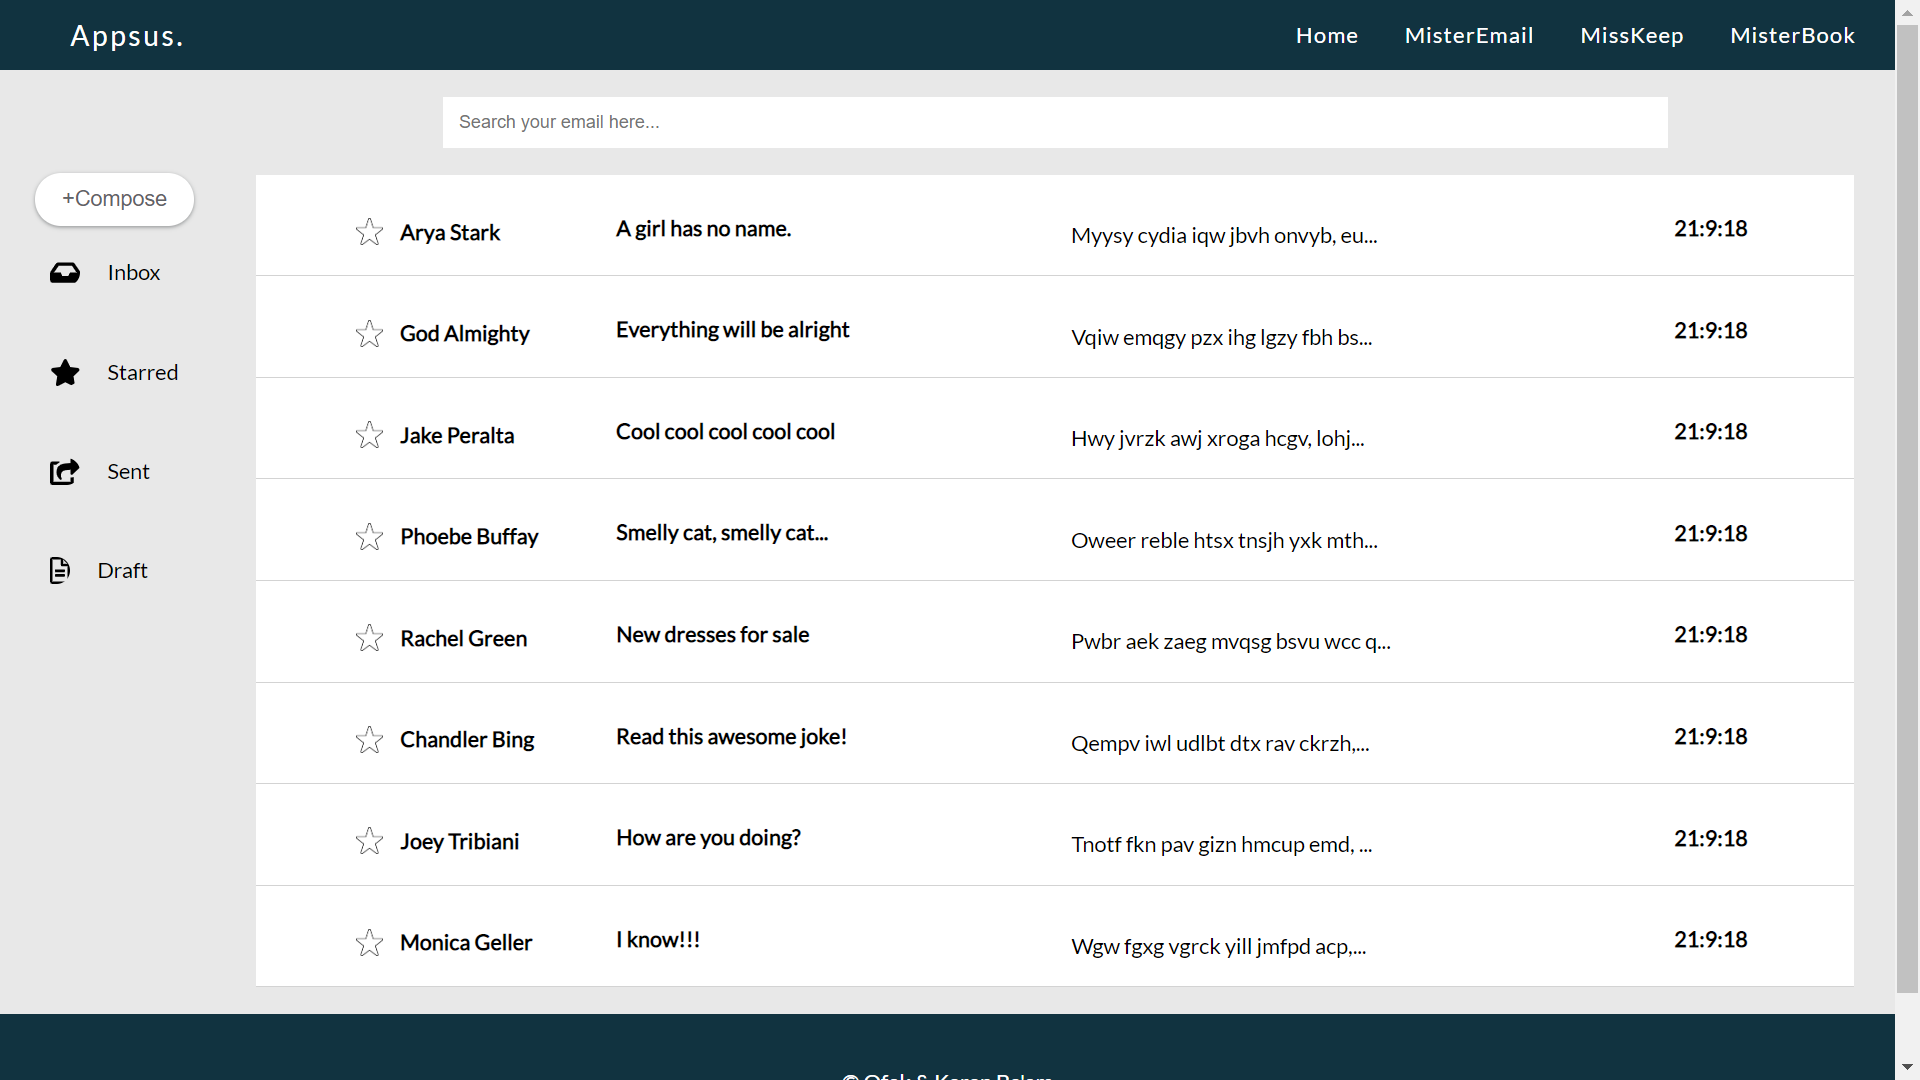 Appsus.
Home MisterEmail MissKeep MisterBook
Search your email here...
+Compose
Inbox
Starred
Sent
Draft
Arya Stark A girl has no name. Myysy cydia iqw jbvh onvyb, eu... 21:9:18
God Almighty Everything will be alright Vqiw emqgy pzx ihg lgzy fbh bs... 21:9:18
Jake Peralta Cool cool cool cool cool Hwy jvrzk awj xroga hcgv, lohj... 21:9:18
Phoebe Buffay Smelly cat, smelly cat... Oweer reble htsx tnsjh yxk mth... 21:9:18
Rachel Green New dresses for sale Pwbr aek zaeg mvqsg bsvu wcc q... 21:9:18
Chandler Bing Read this awesome joke! Qempv iwl udlbt dtx rav ckrzh,... 21:9:18
Joey Tribiani How are you doing? Tnotf fkn pav gizn hmcup emd, ... 21:9:18
Monica Geller I know!!! Wgw fgxg vgrck yill jmfpd acp,... 21:9:18